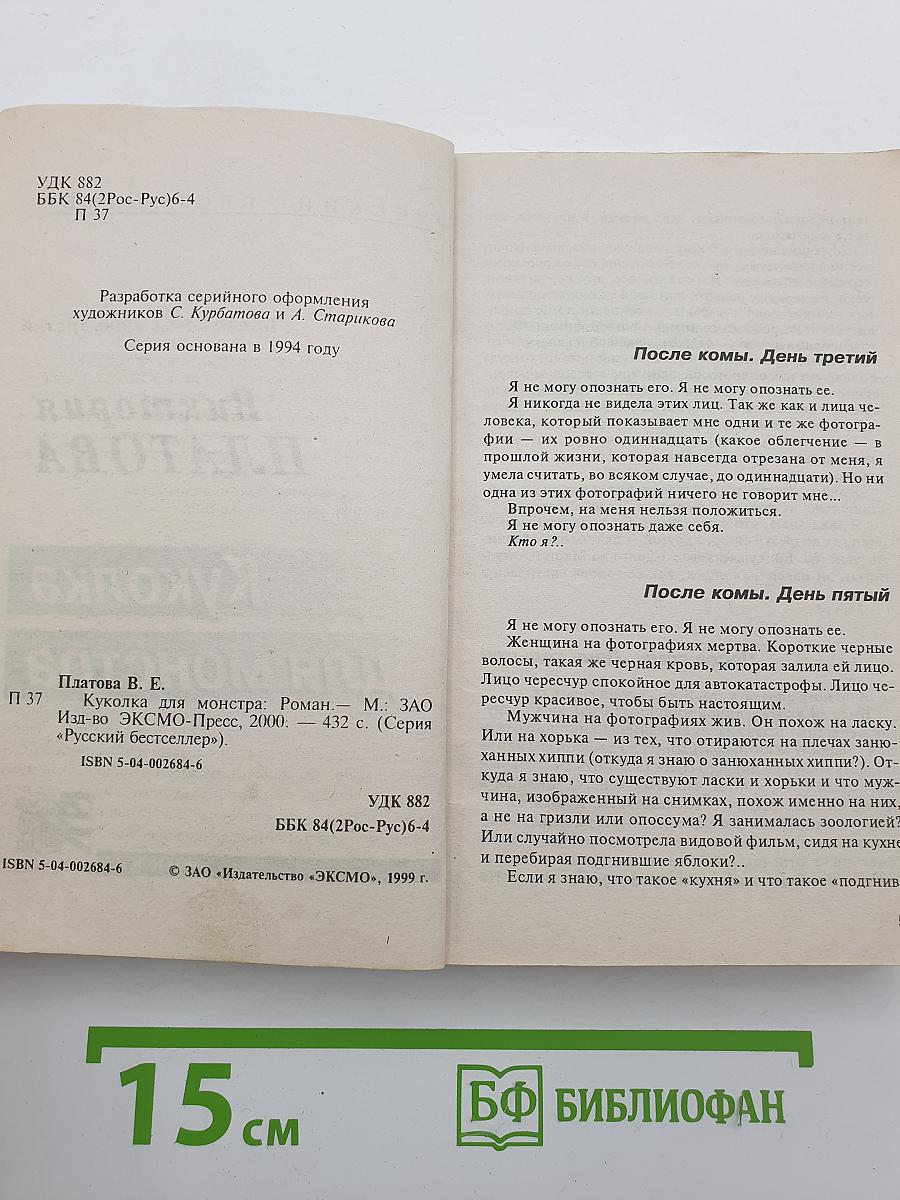 УДК 882
ББК 84(2Рос-Рус)6-4
П 37
Разработка серийного оформления
художников С. Курбатова и А. Старикова
Серия основана в 1994 году
Платова В. Е.
П 37 Куколка для монстра: Роман.— М.: ЗАО
Изд-во ЭКСМО-Пресс, 2000. — 432 с. (Серия
«Русский бестселлер»).
ISBN 5-04-002684-6
УДК 882
ББК 84(2Рос-Рус)6-4
ISBN 5-04-002684-6
© ЗАО «Издательство «ЭКСМО», 1999 г.
После комы. День третий
Я не могу опознать его. Я не могу опознать ее.
Я никогда не видела этих лиц. Так же как и лица че-
ловека, который показывает мне одни и те же фотогра-
фии — их ровно одиннадцать (какое облегчение — в
прошлой жизни, которая навсегда отрезана от меня, я
умела считать, во всяком случае, до одиннадцати). Но ни
одна из этих фотографий ничего не говорит мне...
Впрочем, на меня нельзя положиться.
Я не могу опознать даже себя.
Кто я?..
После комы. День пятый
Я не могу опознать его. Я не могу опознать ее.
Женщина на фотографиях мертва. Короткие черные
волосы, такая же черная кровь, которая залила ей лицо.
Лицо чересчур спокойное для автокатастрофы. Лицо че-
ресчур красивое, чтобы быть настоящим.
Мужчина на фотографиях жив. Он похож на ласку.
Или на хорька — из тех, что отираются на плечах заню-
ханных хиппи (откуда я знаю о занюханных хиппи?). От-
куда я знаю, что существуют ласки и хорьки и что муж-
чина, изображенный на снимках, похож именно на них,
а не на гризли или опоссума? Я занималась зоологией?
Или случайно посмотрела видовой фильм, сидя на кухне
и перебирая подгнившие яблоки?..
Если я знаю, что такое «кухня» и что такое «подгнив-
15 см
БФ БИБЛИОФАН